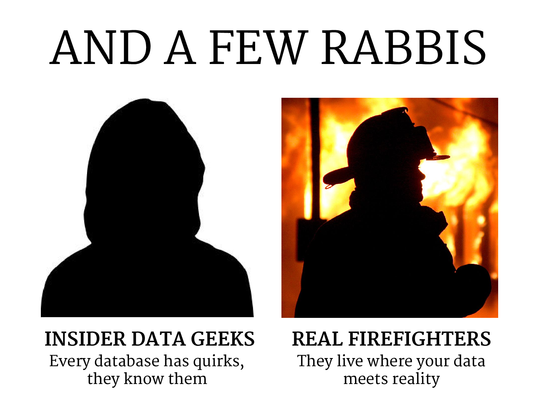 AND A FEW RABBIS
INSIDER DATA GEEKS
Every database has quirks,
they know them
REAL FIREFIGHTERS
They live where your data
meets reality